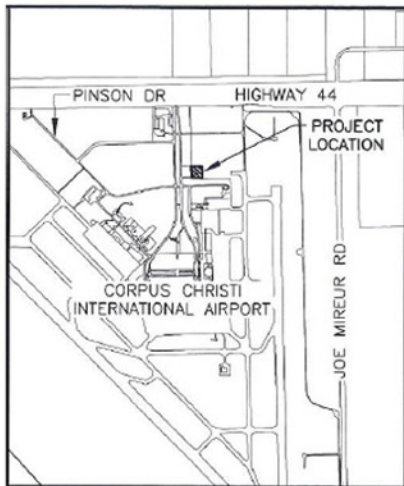 PINSON DR
HIGHWAY 44
PROJECT
LOCATION
CORPUS CHRISTI
INTERNATIONAL AIRPORT
JOE MIREUR RD